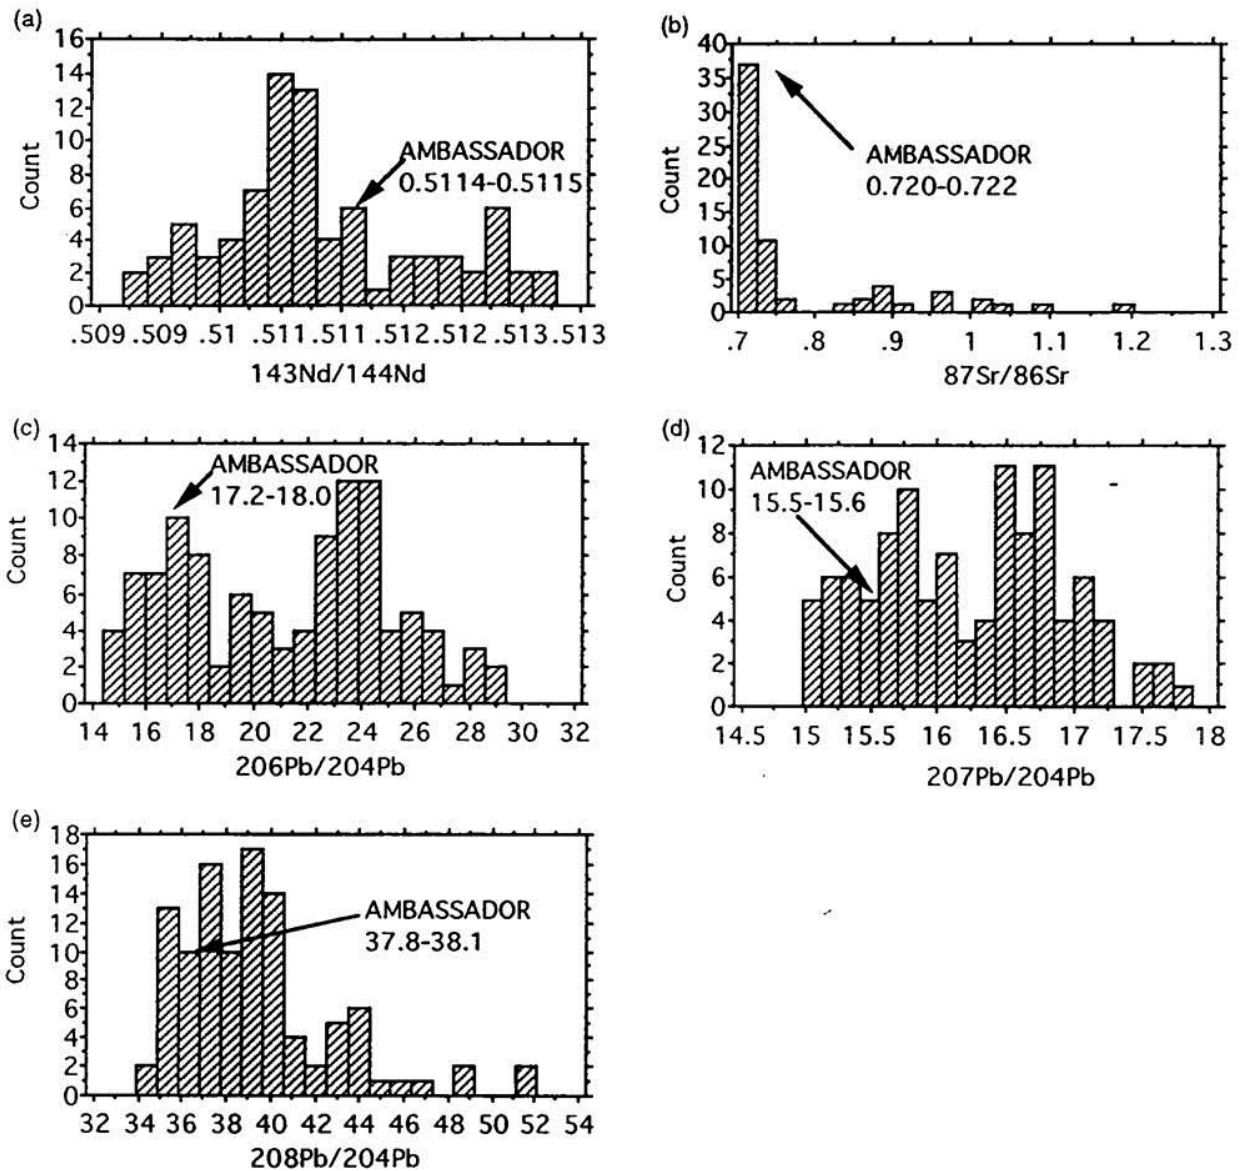 (a)
16
14
12
10
8
6
4
2
0
Count
AMBASSADOR
0.5114-0.5115
.509 .509 .51 .511 .511 .512 .512 .513 .513
143Nd/144Nd
(b)
40
35
30
25
20
15
10
5
0
Count
AMBASSADOR
0.720-0.722
.7 .8 .9 1 1.1 1.2 1.3
87Sr/86Sr
(c)
14
12
10
8
6
4
2
0
Count
AMBASSADOR
17.2-18.0
14 16 18 20 22 24 26 28 30 32
206Pb/204Pb
(d)
12
10
8
6
4
2
0
Count
AMBASSADOR
15.5-15.6
14.5 15 15.5 16 16.5 17 17.5 18
207Pb/204Pb
(e)
18
16
14
12
10
8
6
4
2
0
Count
AMBASSADOR
37.8-38.1
32 34 36 38 40 42 44 46 48 50 52 54
208Pb/204Pb